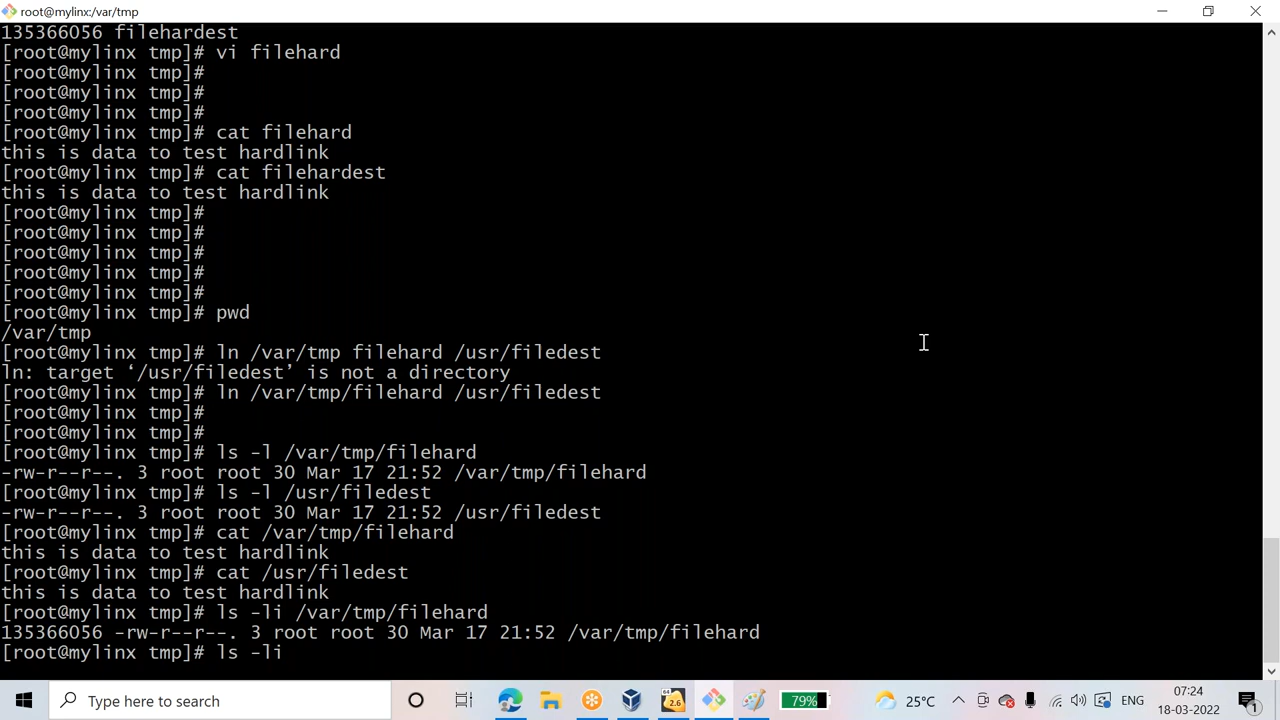 root@mylinx:/var/tmp
135366056 filehardest
[root@mylinx tmp]# vi filehard
[root@mylinx tmp]#
[root@mylinx tmp]#
[root@mylinx tmp]#
[root@mylinx tmp]# cat filehard
this is data to test hardlink
[root@mylinx tmp]# cat filehardest
this is data to test hardlink
[root@mylinx tmp]#
[root@mylinx tmp]#
[root@mylinx tmp]#
[root@mylinx tmp]#
[root@mylinx tmp]#
[root@mylinx tmp]# pwd
/var/tmp
[root@mylinx tmp]# ln /var/tmp filehard /usr/filedest
ln: target ‘/usr/filedest’ is not a directory
[root@mylinx tmp]# ln /var/tmp/filehard /usr/filedest
[root@mylinx tmp]#
[root@mylinx tmp]#
[root@mylinx tmp]# ls -l /var/tmp/filehard
-rw-r--r--. 3 root root 30 Mar 17 21:52 /var/tmp/filehard
[root@mylinx tmp]# ls -l /usr/filedest
-rw-r--r--. 3 root root 30 Mar 17 21:52 /usr/filedest
[root@mylinx tmp]# cat /var/tmp/filehard
this is data to test hardlink
[root@mylinx tmp]# cat /usr/filedest
this is data to test hardlink
[root@mylinx tmp]# ls -li /var/tmp/filehard
135366056 -rw-r--r--. 3 root root 30 Mar 17 21:52 /var/tmp/filehard
[root@mylinx tmp]# ls -li
Type here to search
64
2.6
79%
25°C
ENG
07:24
18-03-2022
1